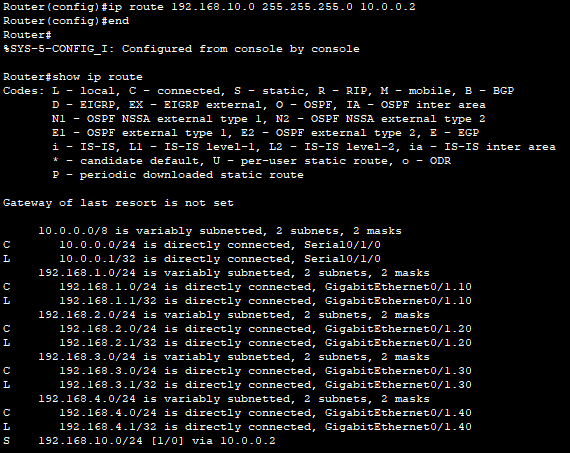 Router(config)#ip route 192.168.10.0 255.255.255.0 10.0.0.2
Router(config)#end
Router#
%SYS-5-CONFIG_I: Configured from console by console
Router#show ip route
Codes: L - local, C - connected, S - static, R - RIP, M - mobile, B - BGP
D - EIGRP, EX - EIGRP external, O - OSPF, IA - OSPF inter area
N1 - OSPF NSSA external type 1, N2 - OSPF NSSA external type 2
E1 - OSPF external type 1, E2 - OSPF external type 2, E - EGP
i - IS-IS, L1 - IS-IS level-1, L2 - IS-IS level-2, ia - IS-IS inter area
* - candidate default, U - per-user static route, o - ODR
P - periodic downloaded static route
Gateway of last resort is not set
10.0.0.0/8 is variably subnetted, 2 subnets, 2 masks
C 10.0.0.0/24 is directly connected, Serial0/1/0
L 10.0.0.1/32 is directly connected, Serial0/1/0
192.168.1.0/24 is variably subnetted, 2 subnets, 2 masks
C 192.168.1.0/24 is directly connected, GigabitEthernet0/1.10
L 192.168.1.1/32 is directly connected, GigabitEthernet0/1.10
192.168.2.0/24 is variably subnetted, 2 subnets, 2 masks
C 192.168.2.0/24 is directly connected, GigabitEthernet0/1.20
L 192.168.2.1/32 is directly connected, GigabitEthernet0/1.20
192.168.3.0/24 is variably subnetted, 2 subnets, 2 masks
C 192.168.3.0/24 is directly connected, GigabitEthernet0/1.30
L 192.168.3.1/32 is directly connected, GigabitEthernet0/1.30
192.168.4.0/24 is variably subnetted, 2 subnets, 2 masks
C 192.168.4.0/24 is directly connected, GigabitEthernet0/1.40
L 192.168.4.1/32 is directly connected, GigabitEthernet0/1.40
S 192.168.10.0/24 [1/0] via 10.0.0.2